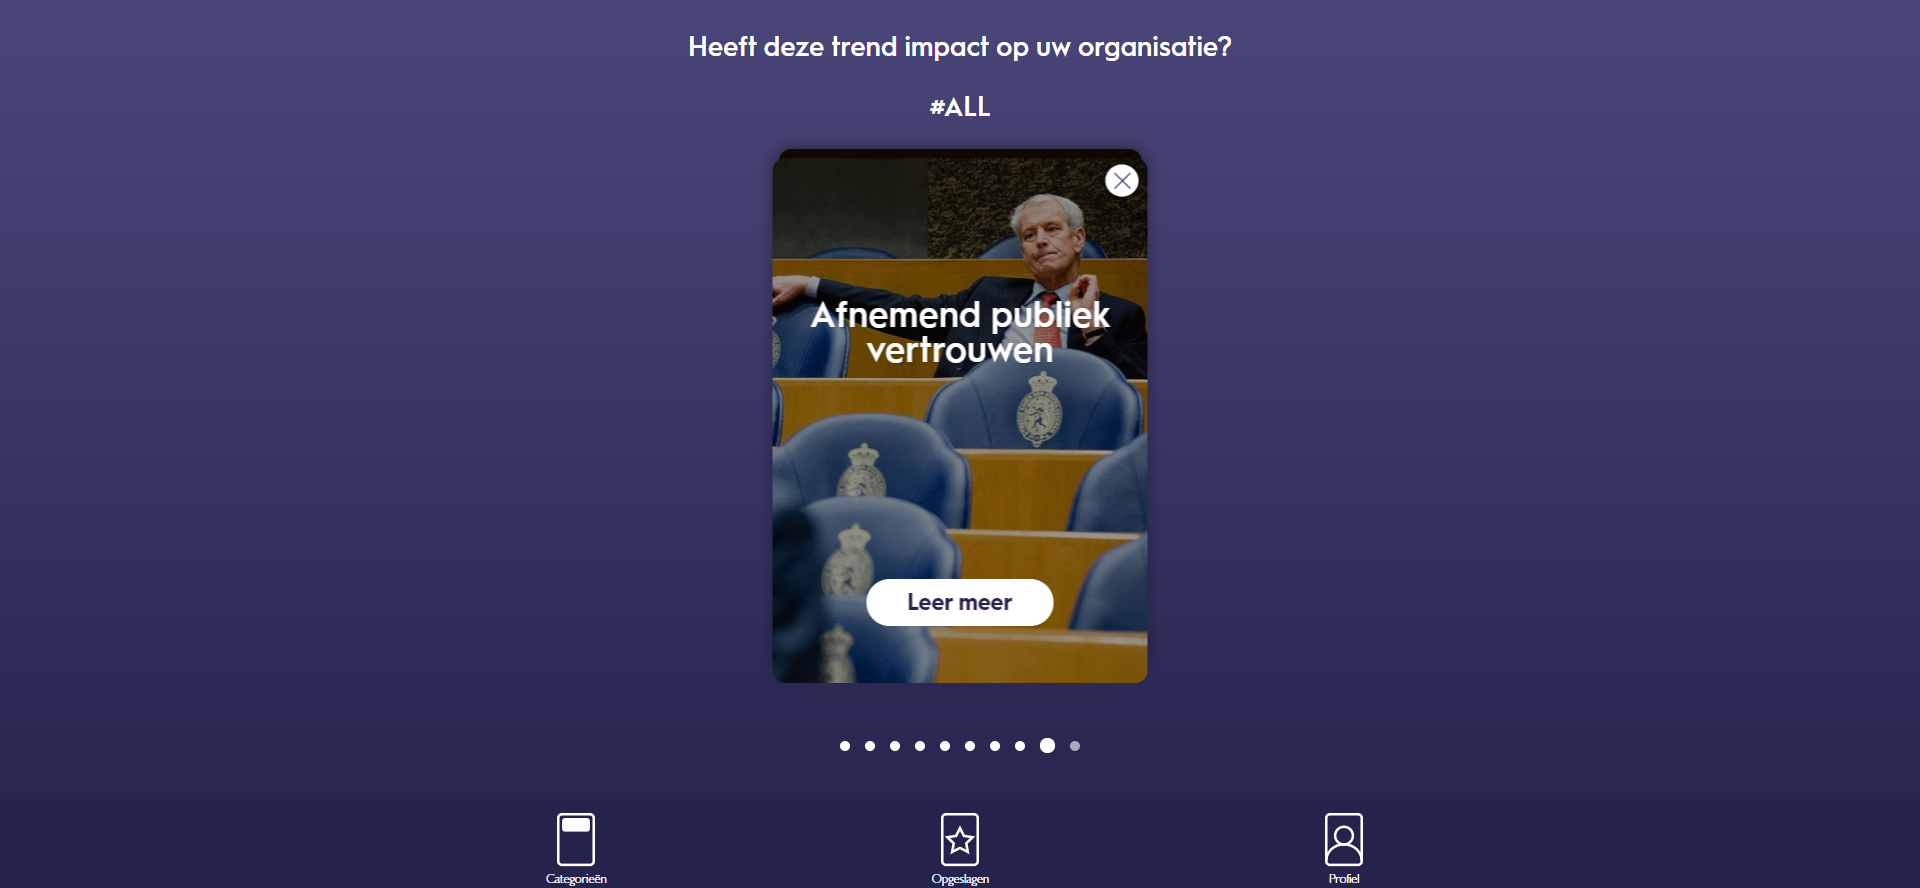 Heeft deze trend impact op uw organisatie?
#ALL
Afnemend publiek
vertrouwen
Leer meer
Categorieën
Opgeslagen
Profiel